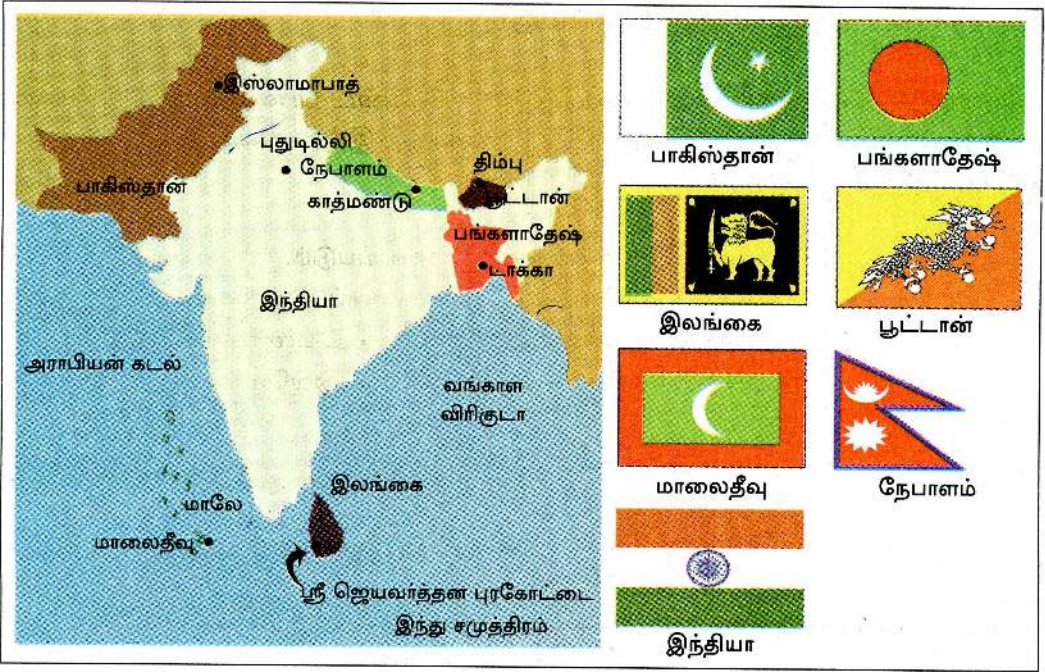 இஸ்லாமாபாத்
புதுடில்லி
நேபாளம்
திம்பு
பாகிஸ்தான்
காத்மண்டு
பூட்டான்
பங்களாதேஷ்
டாக்கா
இந்தியா
அராபியன் கடல்
வங்காள
விரிகுடா
இலங்கை
மாலே
மாலைதீவு
ஸ்ரீ ஜெயவர்த்தன புரகோட்டை
இந்து சமுத்திரம்
பாகிஸ்தான்
பங்களாதேஷ்
இலங்கை
பூட்டான்
மாலைதீவு
நேபாளம்
இந்தியா